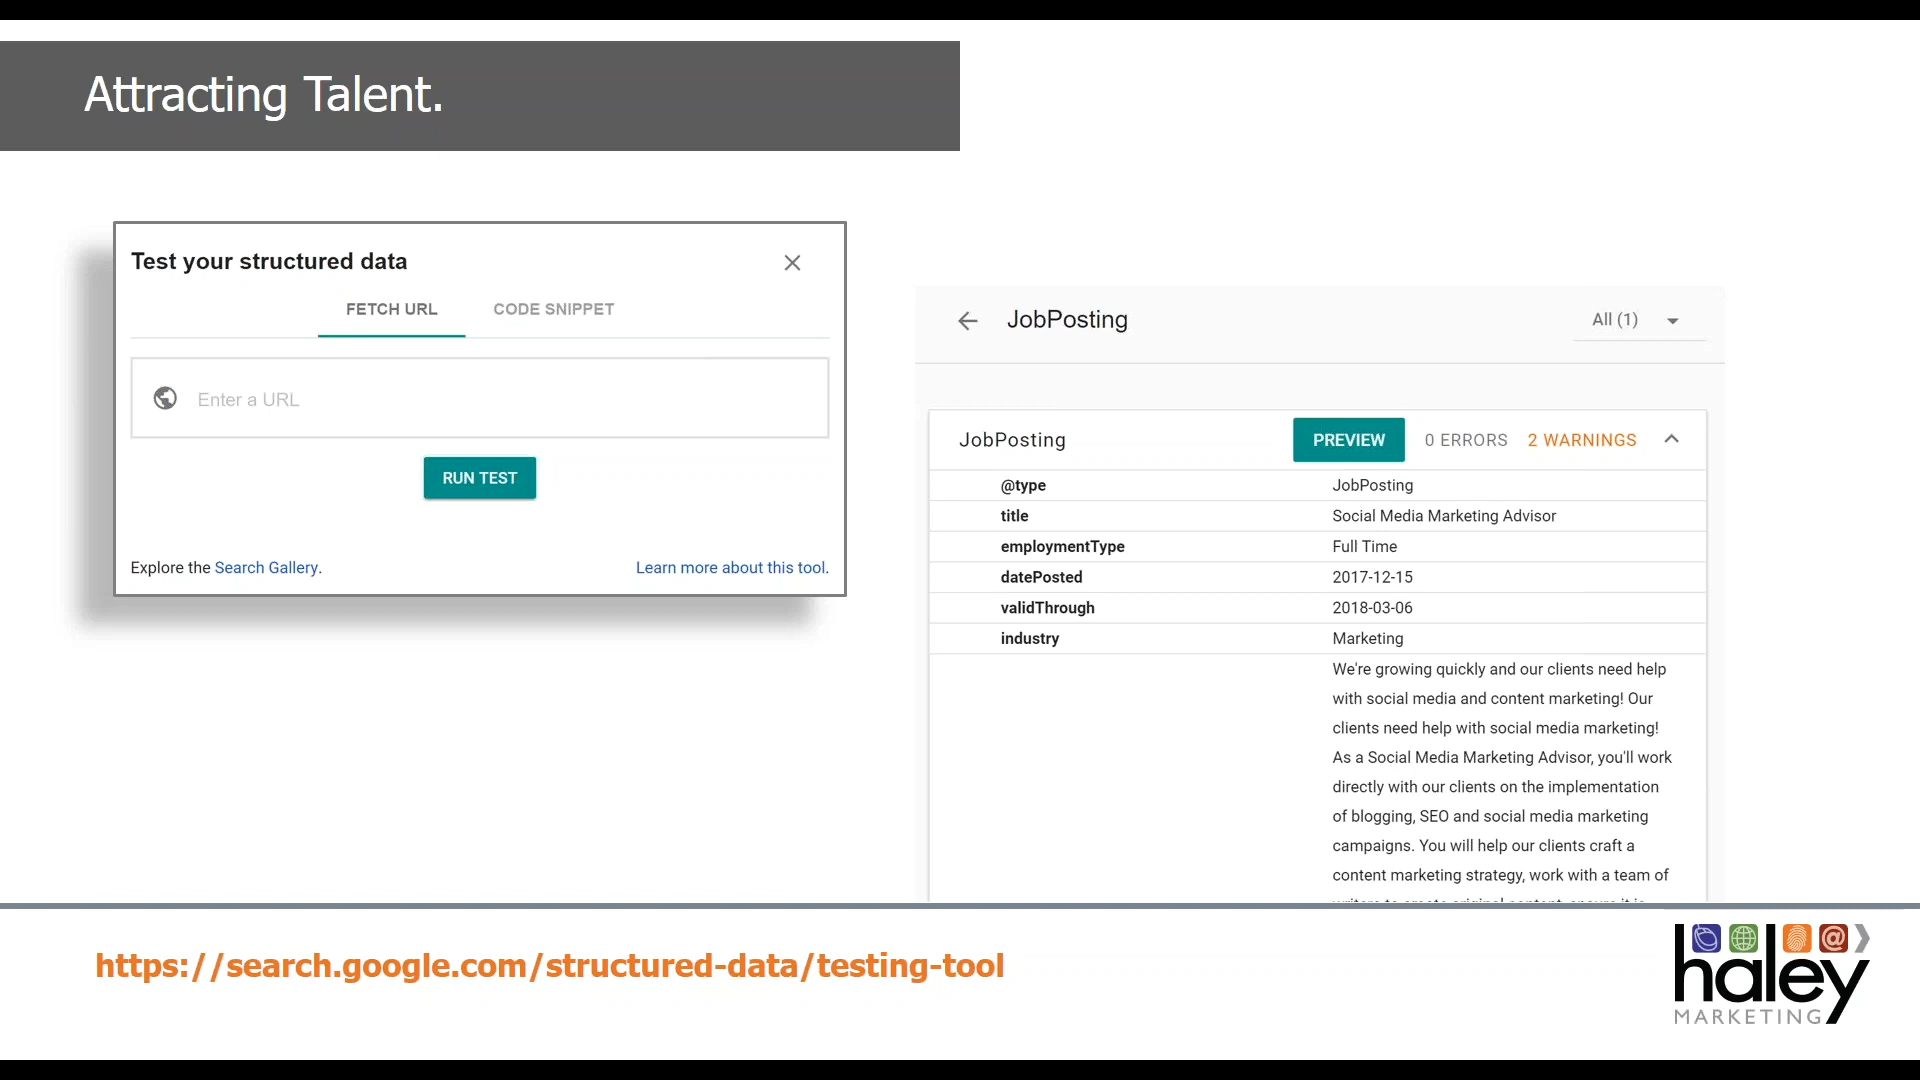 Attracting Talent.
Test your structured data
FETCH URL CODE SNIPPET
Enter a URL
RUN TEST
Explore the Search Gallery. Learn more about this tool.
JobPosting All (1)
JobPosting PREVIEW 0 ERRORS 2 WARNINGS
@type JobPosting
title Social Media Marketing Advisor
employmentType Full Time
datePosted 2017-12-15
validThrough 2018-03-06
industry Marketing
We're growing quickly and our clients need help
with social media and content marketing! Our
clients need help with social media marketing!
As a Social Media Marketing Advisor, you'll work
directly with our clients on the implementation
of blogging, SEO and social media marketing
campaigns. You will help our clients craft a
content marketing strategy, work with a team of
https://search.google.com/structured-data/testing-tool
haley
MARKETING